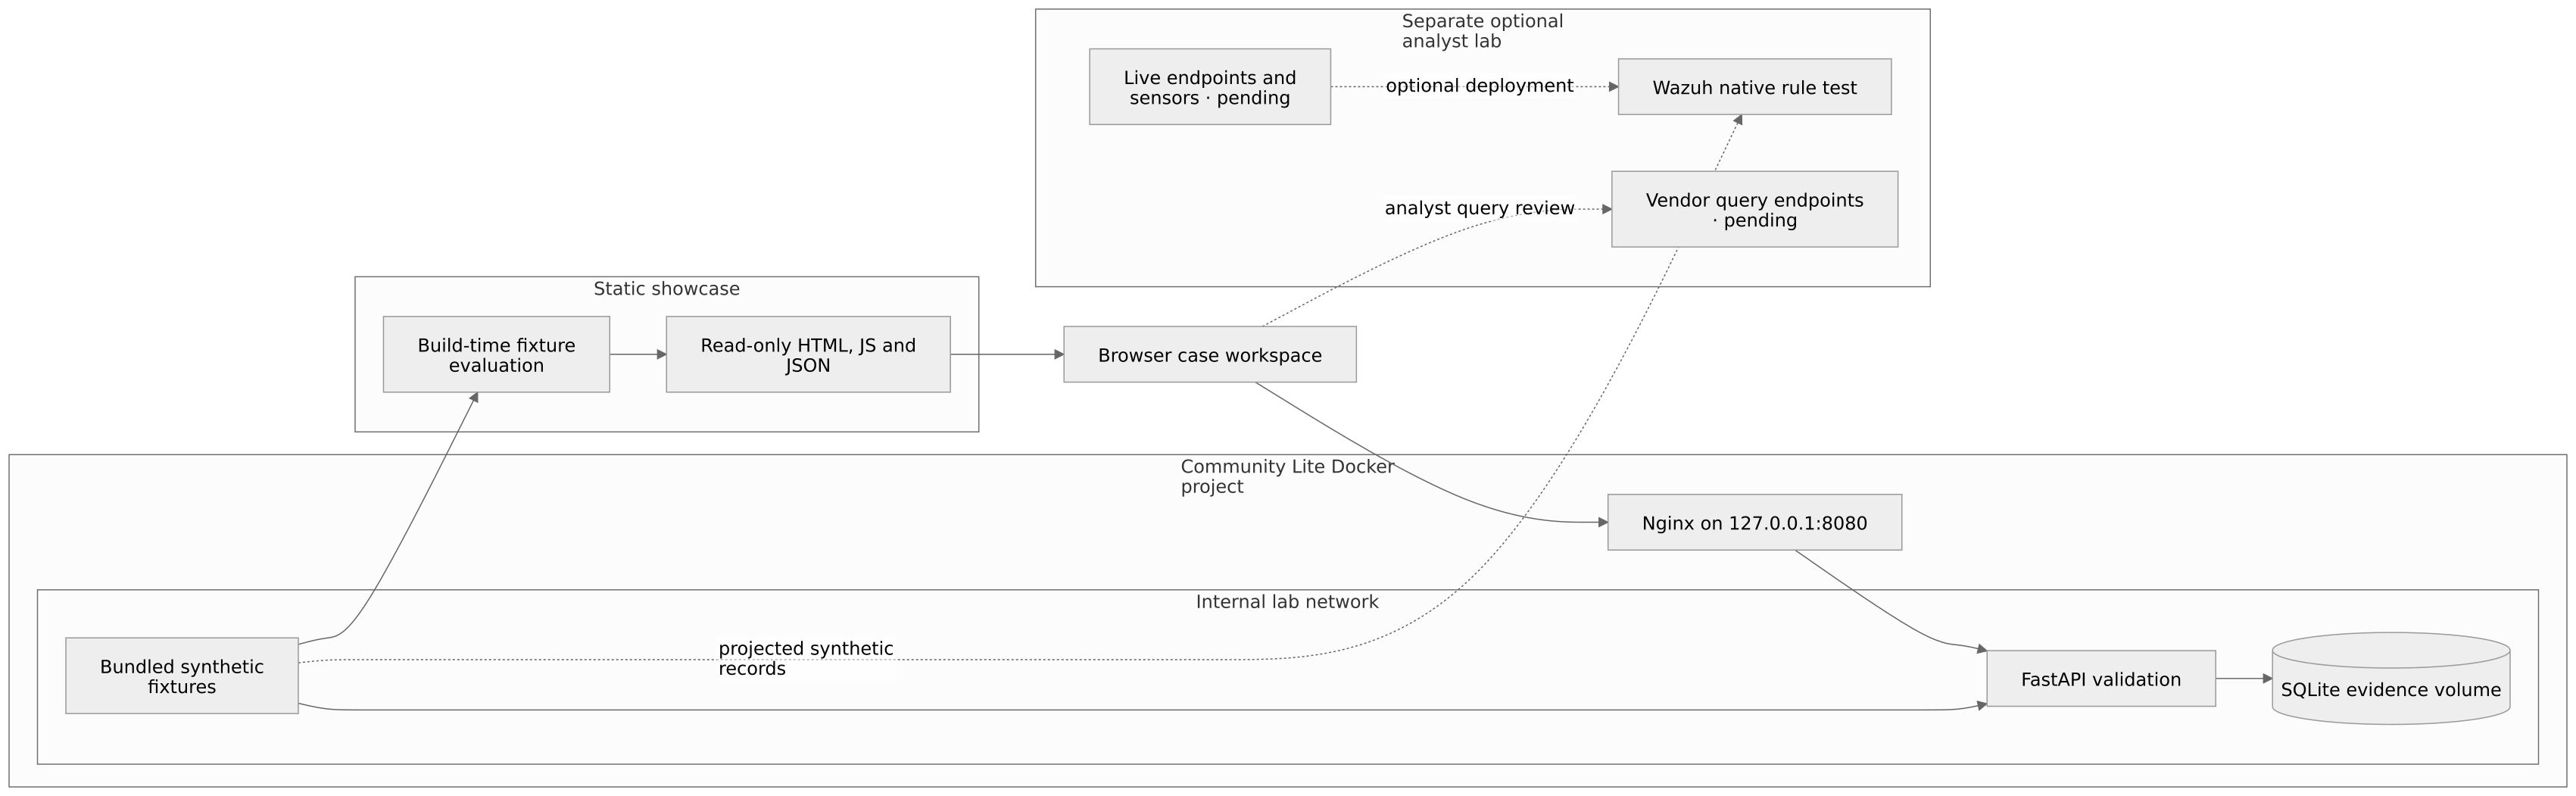 Separate optional
analyst lab
Live endpoints and
sensors · pending
optional deployment
Wazuh native rule test
analyst query review
Vendor query endpoints
· pending
Static showcase
Build-time fixture
evaluation
Read-only HTML, JS and
JSON
Browser case workspace
Community Lite Docker
project
Nginx on 127.0.0.1:8080
Internal lab network
Bundled synthetic
fixtures
projected synthetic
records
FastAPI validation
SQLite evidence volume